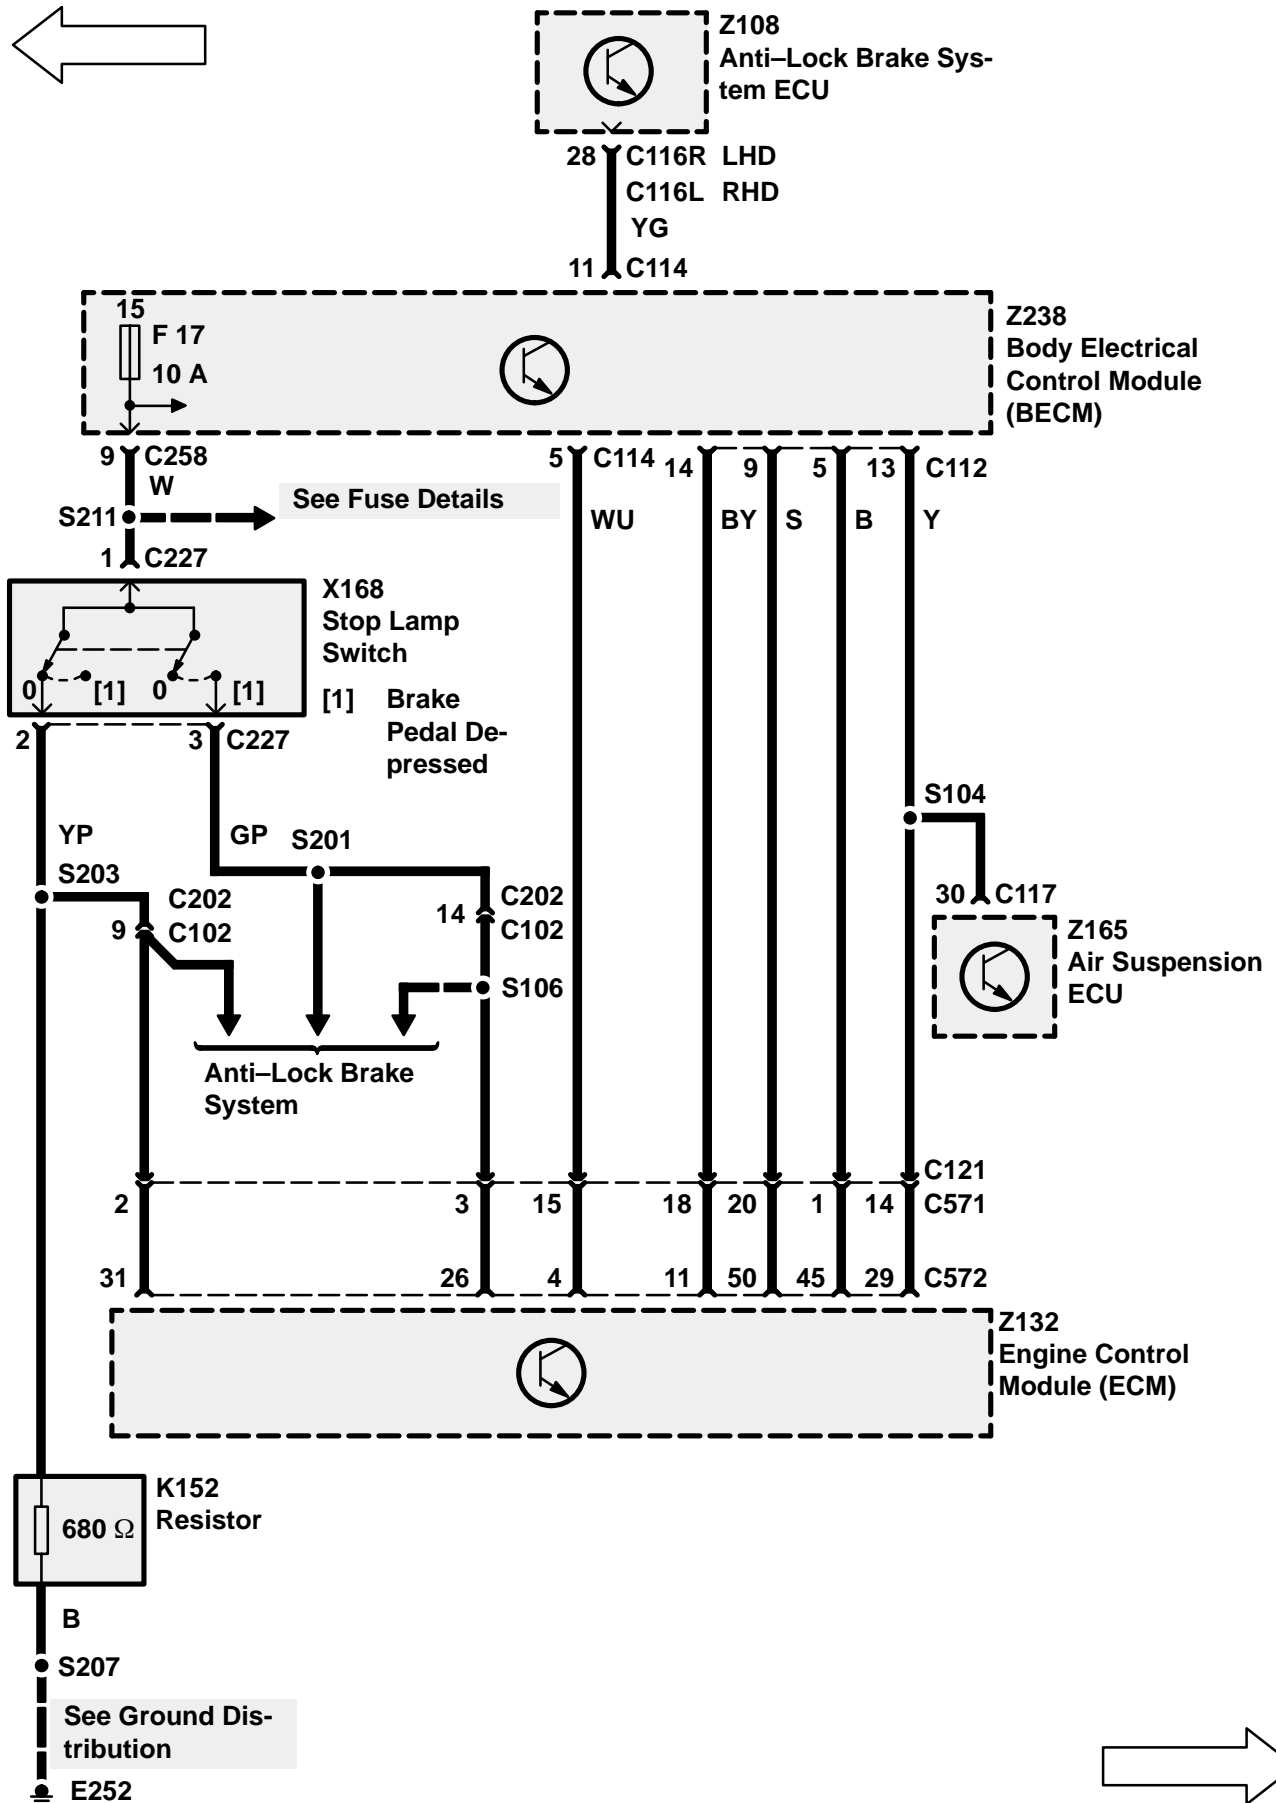 Z108
Anti–Lock Brake Sys-
tem ECU
28 C116R LHD
C116L RHD
YG
11 C114
15
F 17
10 A
Z238
Body Electrical
Control Module
(BECM)
9 C258
W
5 C114 14 9 5 13 C112
S211
See Fuse Details
WU BY S B Y
1 C227
X168
Stop Lamp
Switch
0 [1] 0 [1]
[1] Brake
Pedal De-
pressed
2 3 C227
S104
YP GP S201
S203
C202
9 C102
C202
14
C102
30 C117
Z165
Air Suspension
ECU
S106
Anti–Lock Brake
System
C121
2 3 15 18 20 1 14 C571
31 26 4 11 50 45 29 C572
Z132
Engine Control
Module (ECM)
K152
Resistor
680 Ω
B
S207
See Ground Dis-
tribution
E252